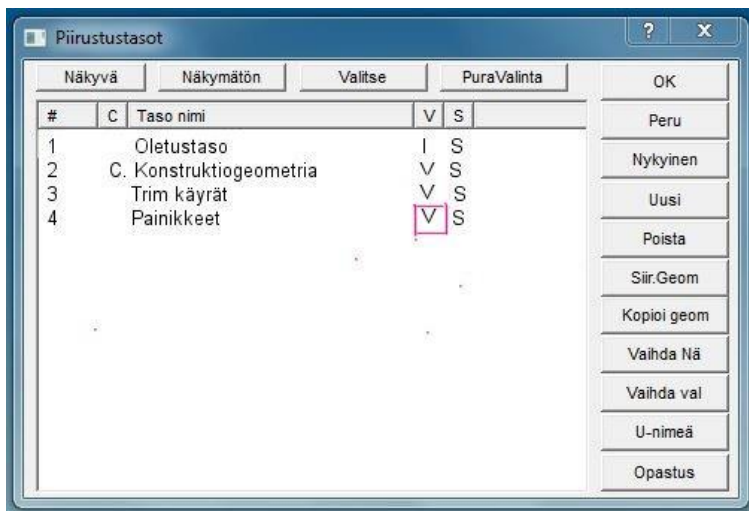 Piirustustasot
? X
Näkyvä Näkymätön Valitse PuraValinta
# C Taso nimi V S
1 Oletustaso I S
2 C. Konstruktiogeometria V S
3 Trim käyrät V S
4 Painikkeet V S
OK
Peru
Nykyinen
Uusi
Poista
Siir.Geom
Kopioi geom
Vaihda Nä
Vaihda val
U-nimeä
Opastus